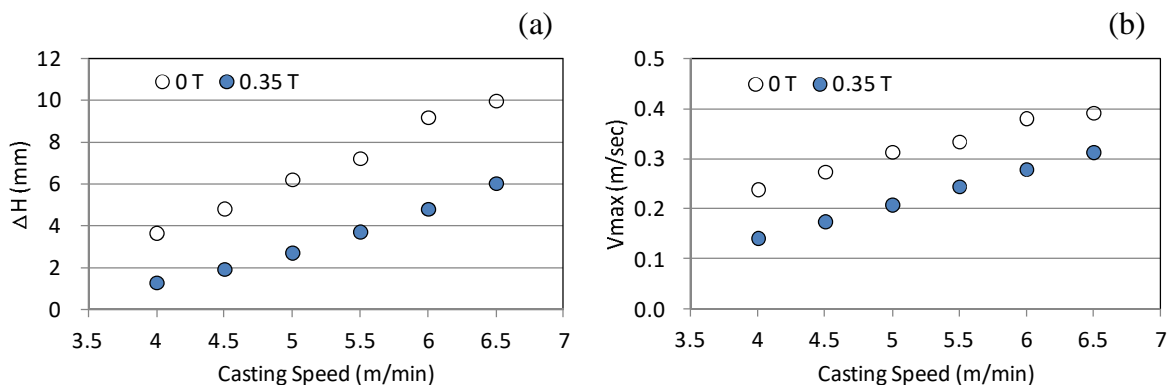 (a)
12
10
8
6
4
2
0
0 T 0.35 T
△H (mm)
3.5 4 4.5 5 5.5 6 6.5 7
Casting Speed (m/min)
(b)
0.5
0.4
0.3
0.2
0.1
0.0
0 T 0.35 T
Vmax (m/sec)
3.5 4 4.5 5 5.5 6 6.5 7
Casting Speed (m/min)